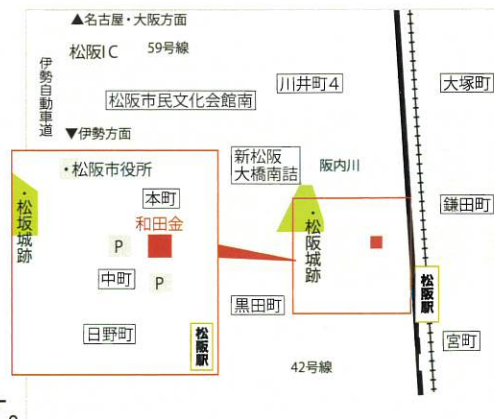 ▲名古屋・大阪方面
松阪IC
59号線
伊勢自動車道
川井町4
大塚町
松阪市民文化会館南
▼伊勢方面
新松阪
大橋南詰
阪内川
・松阪市役所
本町
和田金
・松坂城跡
P
中町
P
日野町
松阪駅
・松阪城跡
鎌田町
黒田町
松阪駅
宮町
42号線